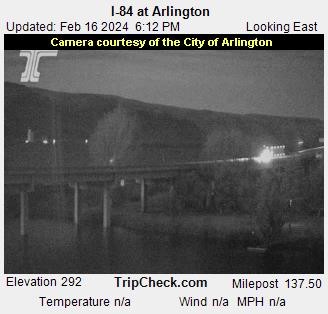 I-84 at Arlington
Updated: Feb 16 2024 6:12 PM Looking East
Camera courtesy of the City of Arlington
Elevation 292 TripCheck.com Milepost 137.50
Temperature n/a Wind n/a MPH n/a